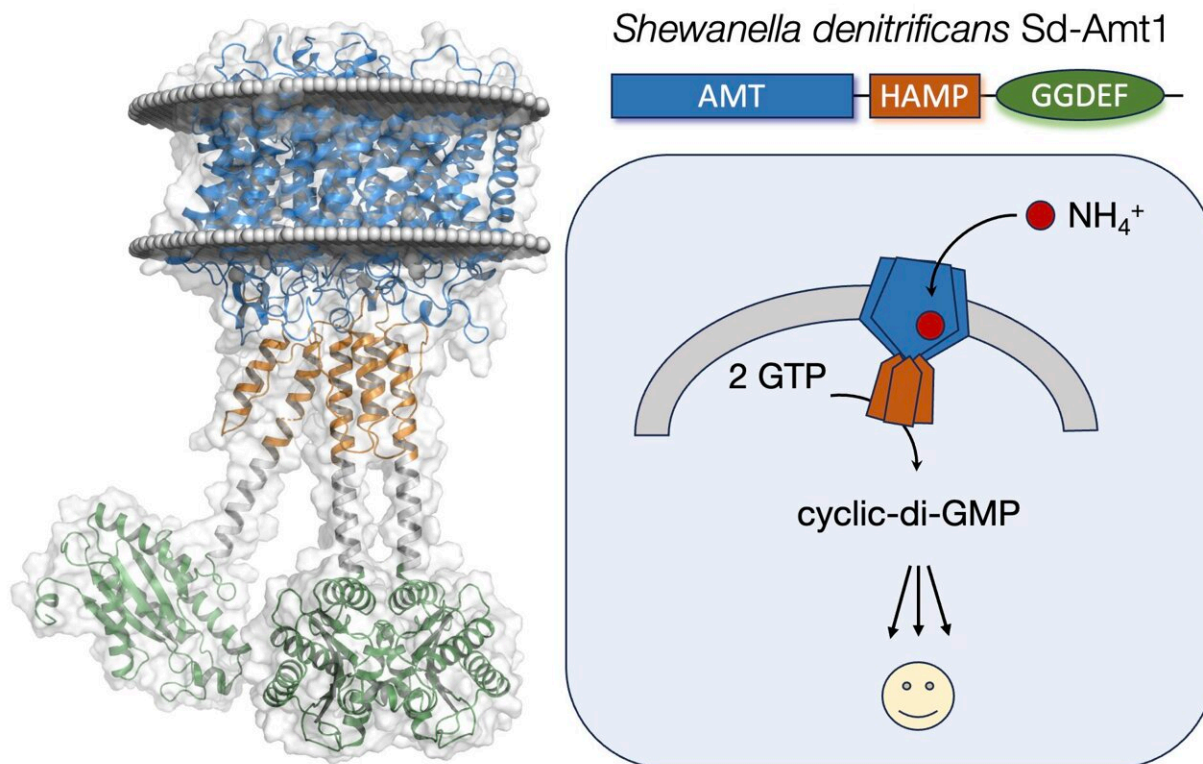 Shewanella denitrificans Sd-Amt1
AMT HAMP GGDEF
NH₄⁺
2 GTP
cyclic-di-GMP